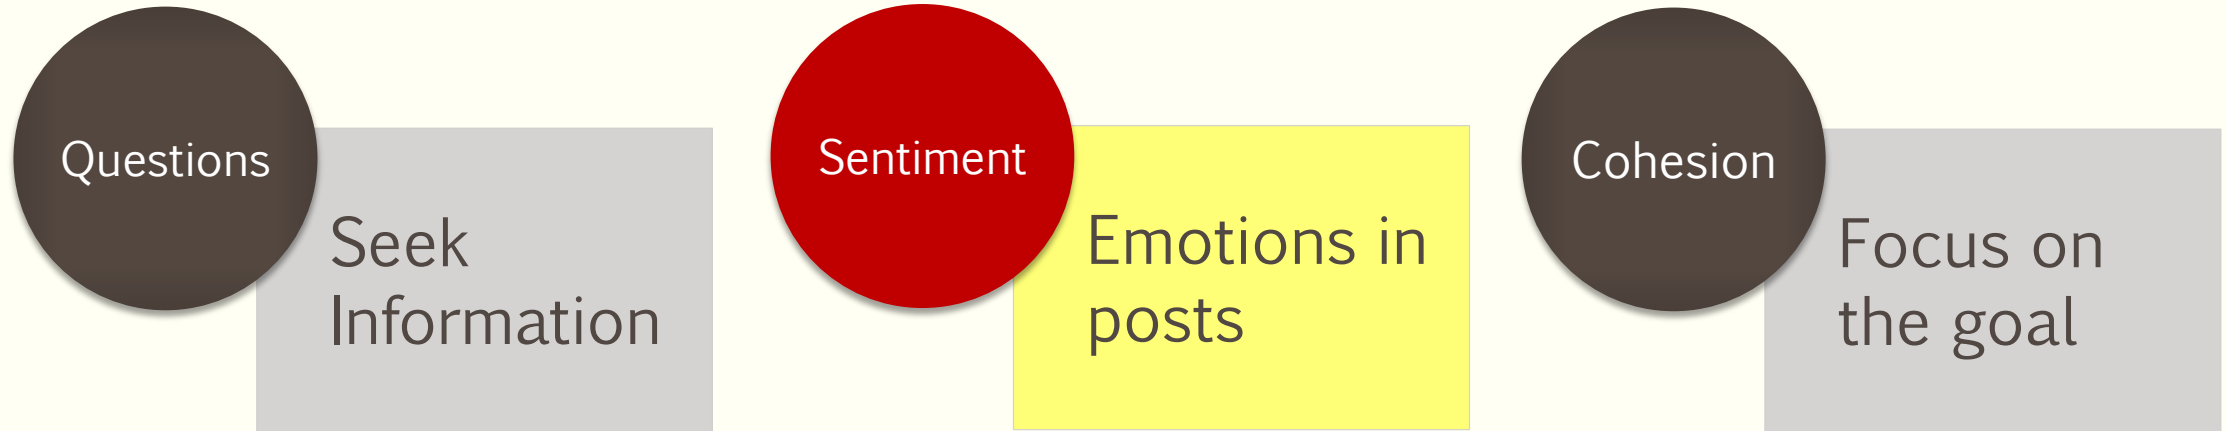 Questions
Seek
Information
Sentiment
Emotions in
posts
Cohesion
Focus on
the goal